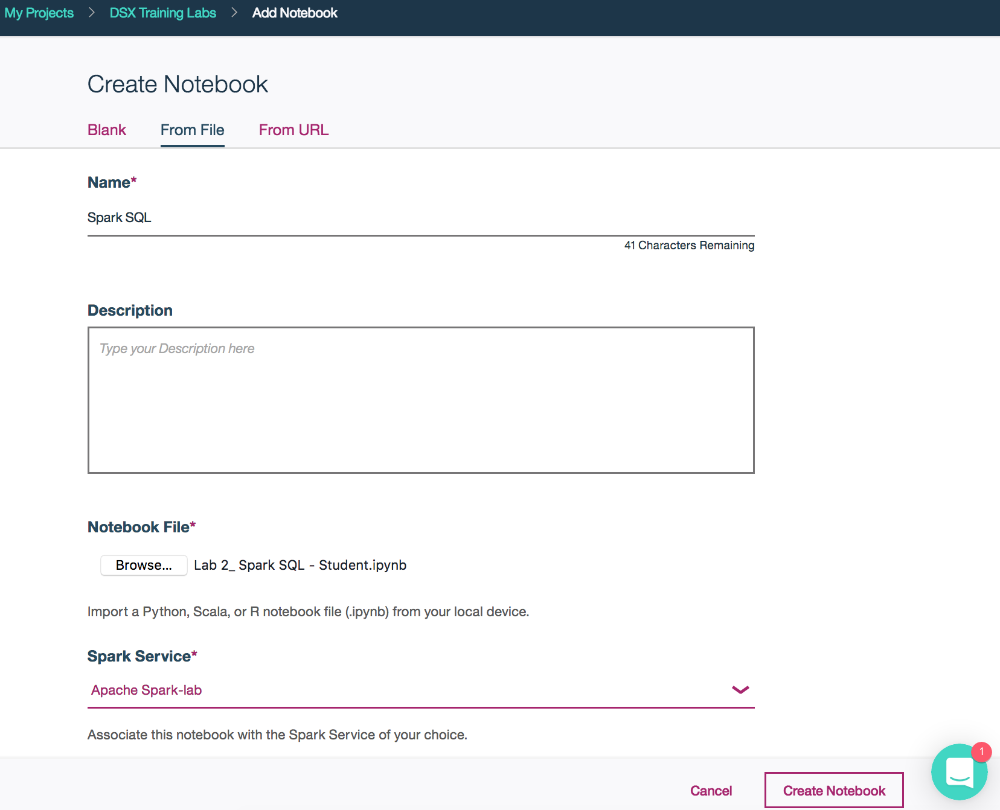 My Projects > DSX Training Labs > Add Notebook
Create Notebook
Blank From File From URL
Name*
Spark SQL
41 Characters Remaining
Description
Type your Description here
Notebook File*
Browse... Lab 2_ Spark SQL - Student.ipynb
Import a Python, Scala, or R notebook file (.ipynb) from your local device.
Spark Service*
Apache Spark-lab
Associate this notebook with the Spark Service of your choice.
1
Cancel Create Notebook